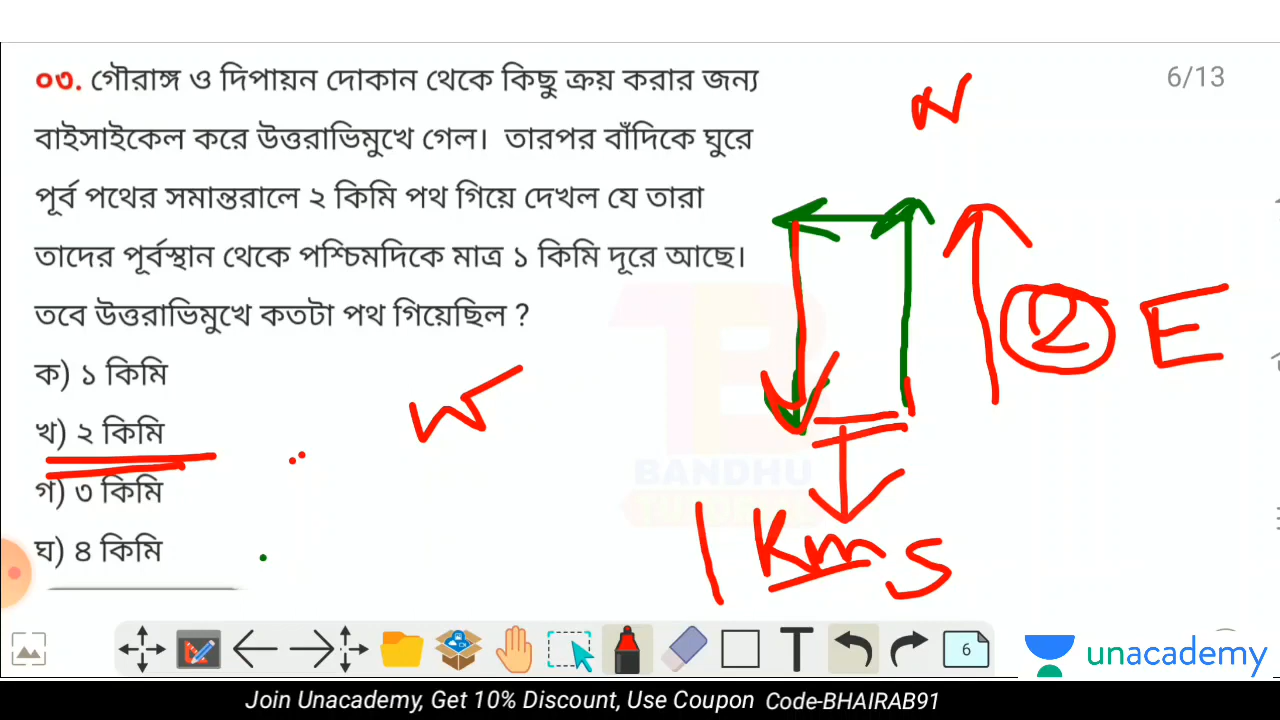 ০৩. গৌরাঙ্গ ও দিপায়ন দোকান থেকে কিছু ক্রয় করার জন্য
বাইসাইকেল করে উত্তরাভিমুখে গেল। তারপর বাঁদিকে ঘুরে
পূর্ব পথের সমান্তরালে ২ কিমি পথ গিয়ে দেখল যে তারা
তাদের পূর্বস্থান থেকে পশ্চিমদিকে মাত্র ১ কিমি দূরে আছে।
তবে উত্তরাভিমুখে কতটা পথ গিয়েছিল ?
ক) ১ কিমি
খ) ২ কিমি
গ) ৩ কিমি
ঘ) ৪ কিমি
6/13
N
2 E
W
1 Km S
BANDHU
6
unacademy
Join Unacademy, Get 10% Discount, Use Coupon Code-BHAIRAB91